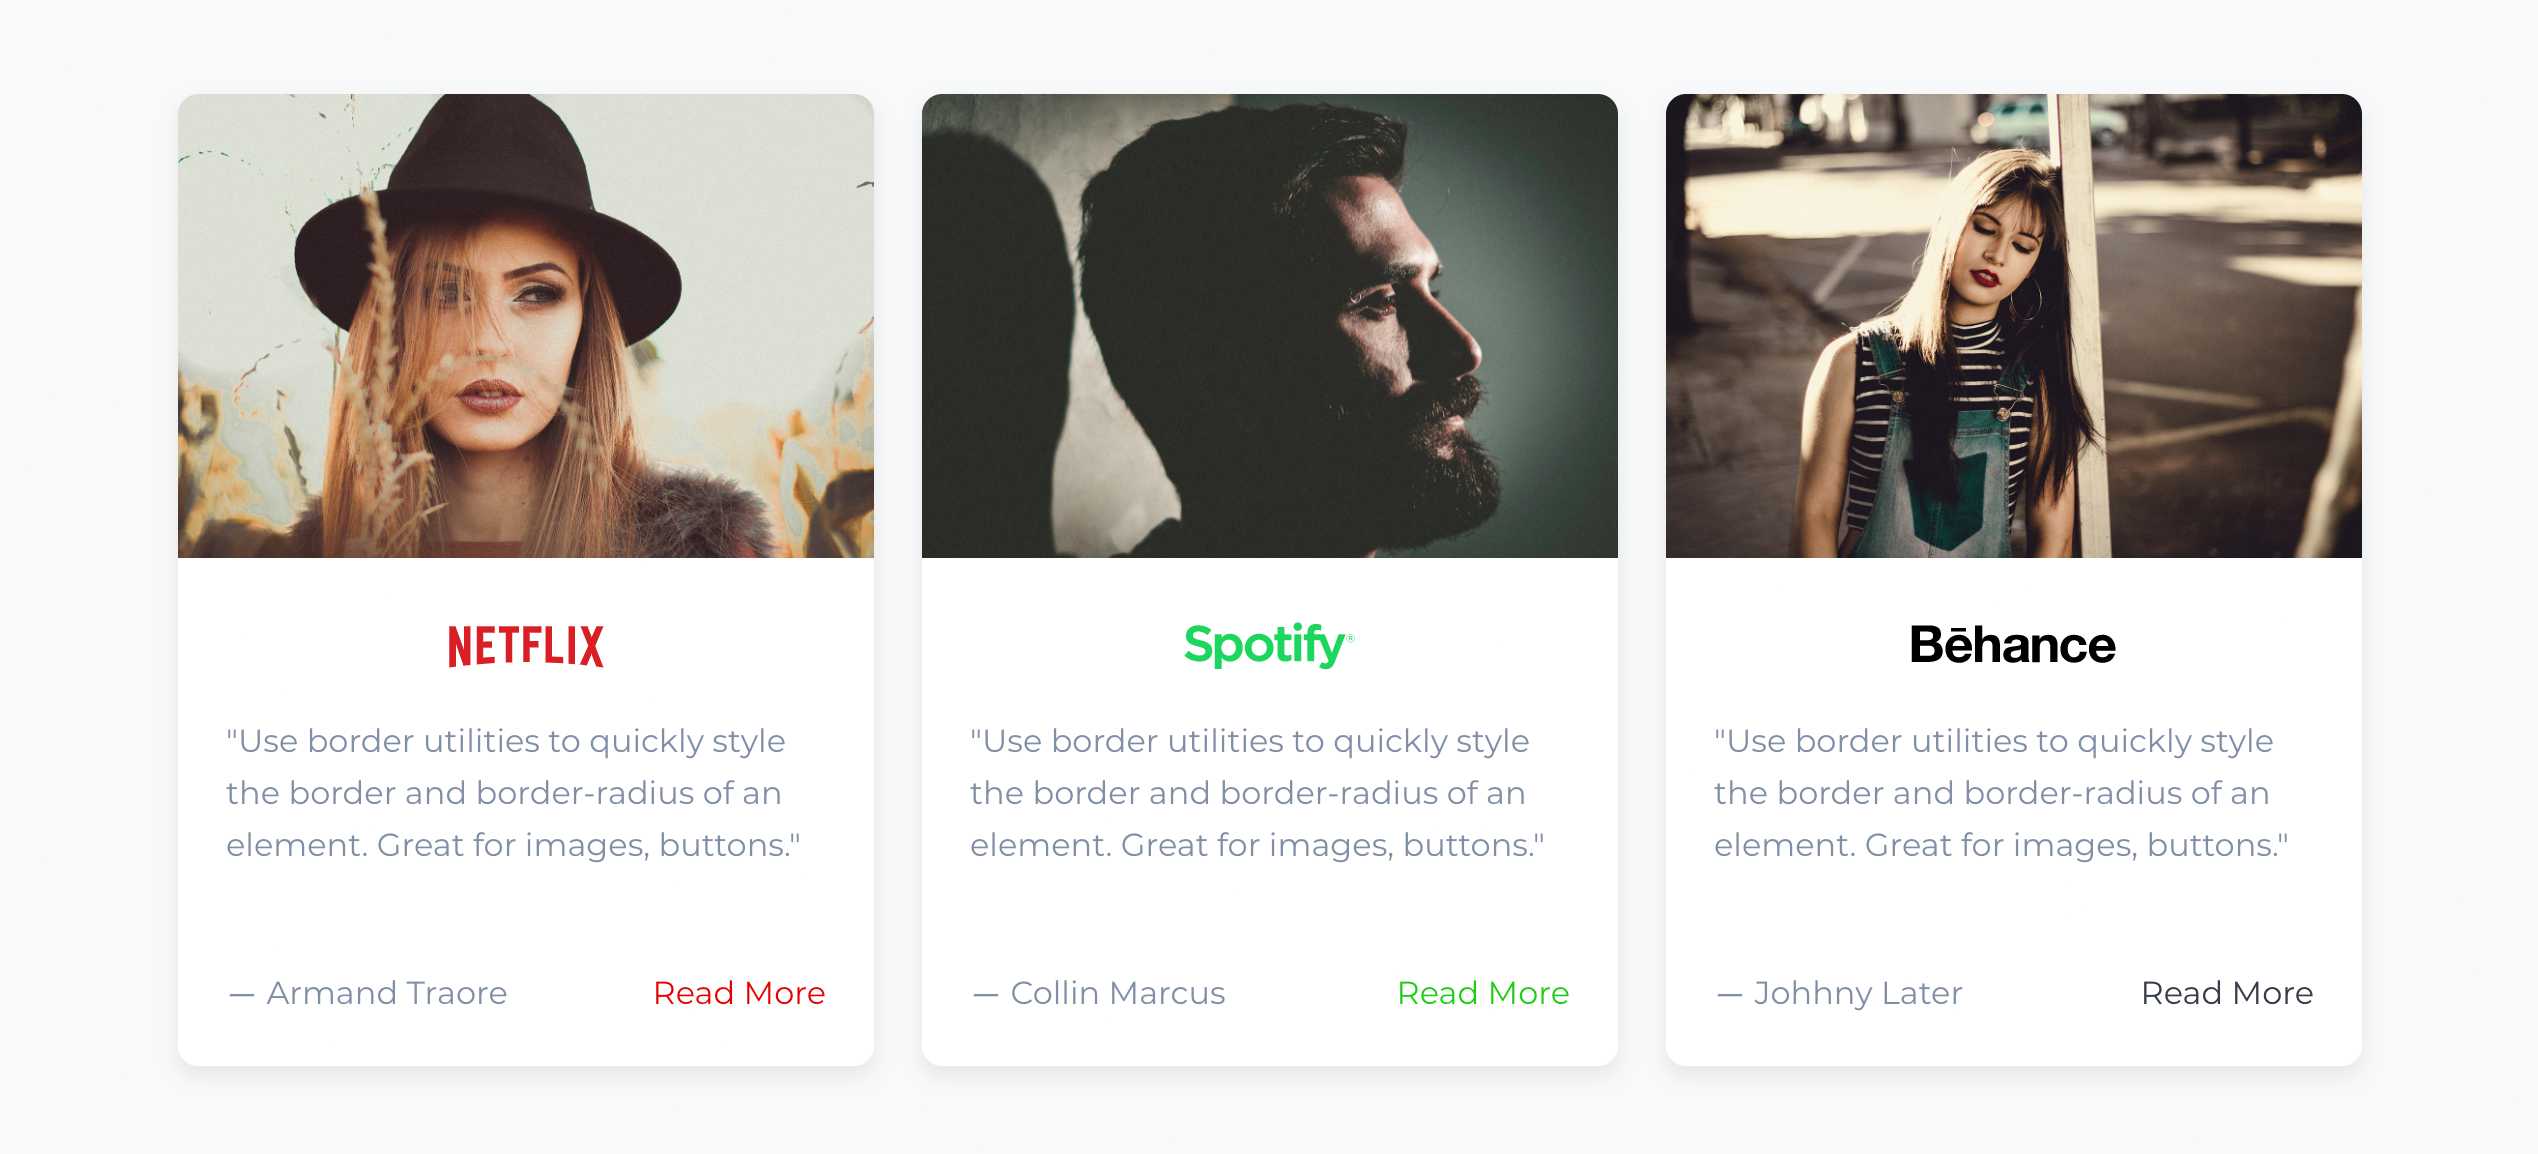 NETFLIX
"Use border utilities to quickly style
the border and border-radius of an
element. Great for images, buttons."
— Armand Traore
Read More
Spotify®
"Use border utilities to quickly style
the border and border-radius of an
element. Great for images, buttons."
— Collin Marcus
Read More
Bēhance
"Use border utilities to quickly style
the border and border-radius of an
element. Great for images, buttons."
— Johhny Later
Read More